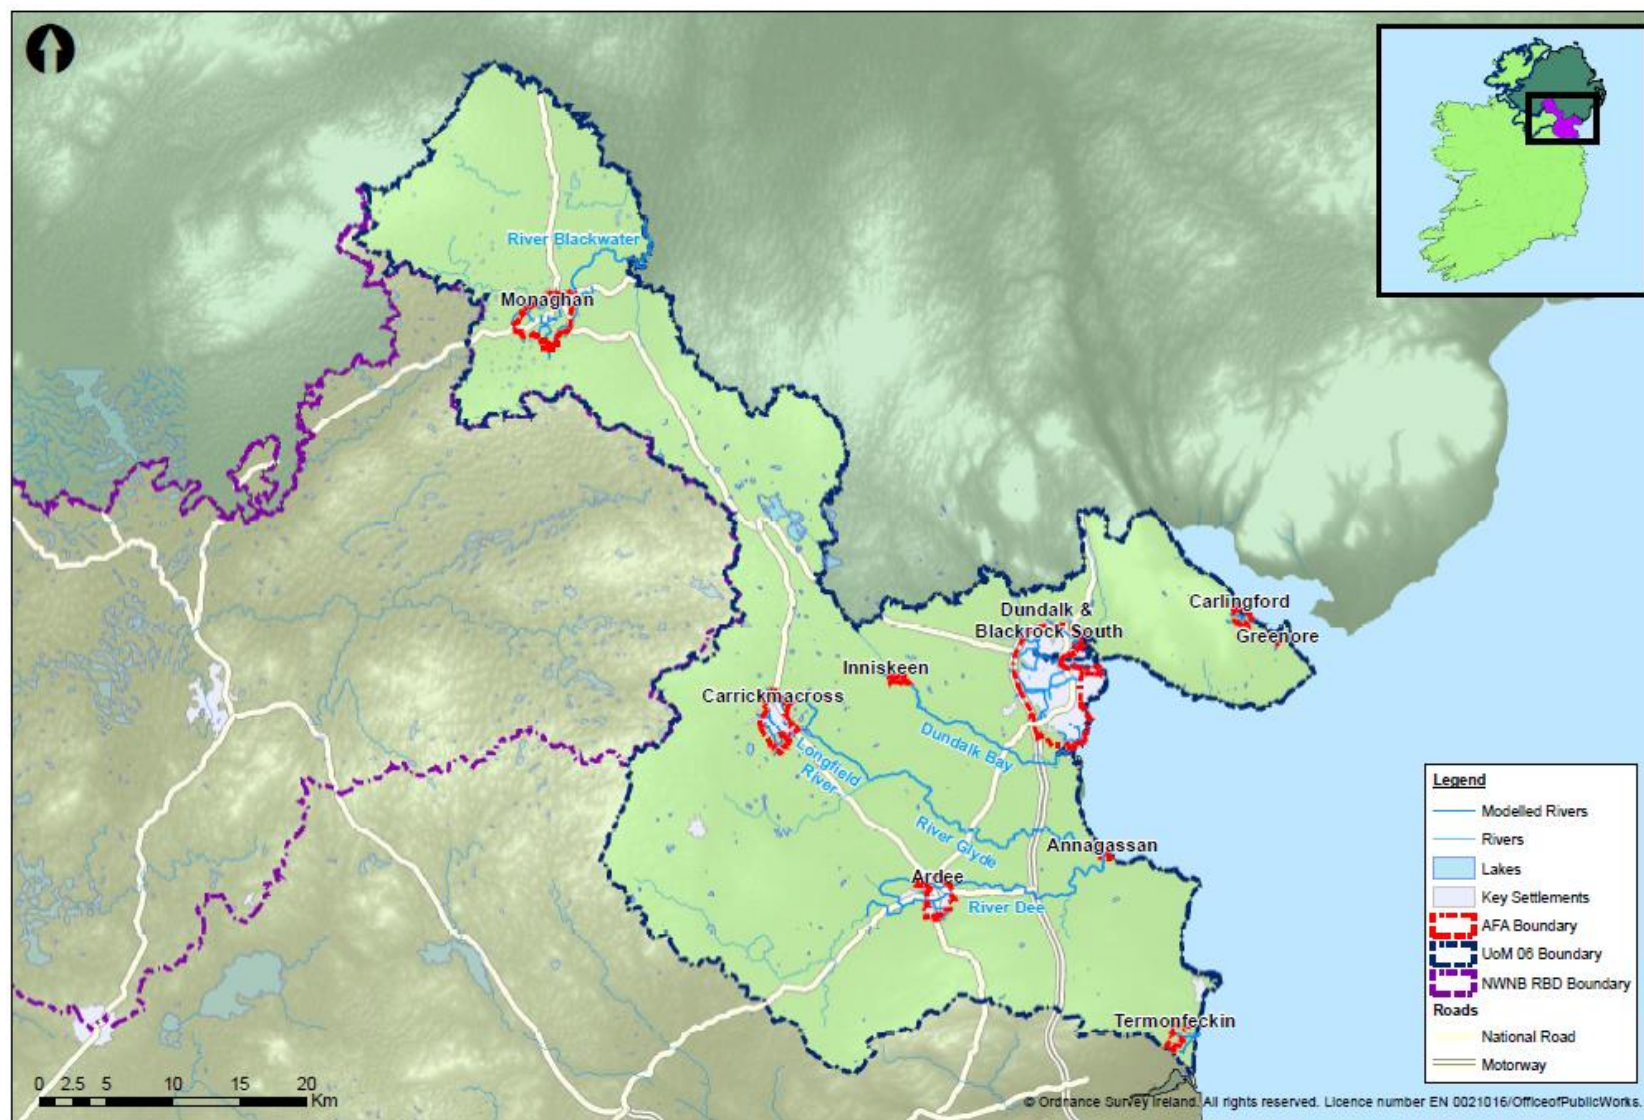 River Blackwater
Monaghan
Carlingford
Greenore
Dundalk &
Blackrock South
Inniskeen
Carrickmacross
Dundalk Bay
Longfield
River
River Glyde
Annagassan
Ardee
River Dee
Termonfeckin
Legend
Modelled Rivers
Rivers
Lakes
Key Settlements
AFA Boundary
UoM 06 Boundary
NWNB RBD Boundary
Roads
National Road
Motorway
0 2.5 5 10 15 20
Km
© Ordnance Survey Ireland. All rights reserved. Licence number EN 0021016/OfficeofPublicWorks.